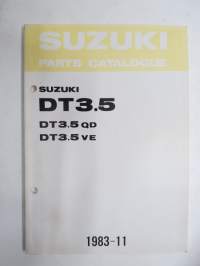 SUZUKI
PARTS CATALOGUE
SUZUKI
DT3.5
DT3.5 QD
DT3.5 VE
1983-11